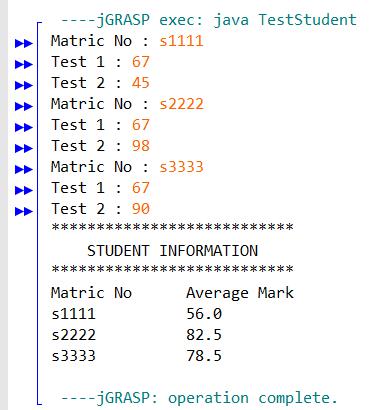 ----jGRASP exec: java TestStudent
Matric No : s1111
Test 1 : 67
Test 2 : 45
Matric No : s2222
Test 1 : 67
Test 2 : 98
Matric No : s3333
Test 1 : 67
Test 2 : 90
***************************
STUDENT INFORMATION
***************************
Matric No      Average Mark
s1111          56.0
s2222          82.5
s3333          78.5
----jGRASP: operation complete.